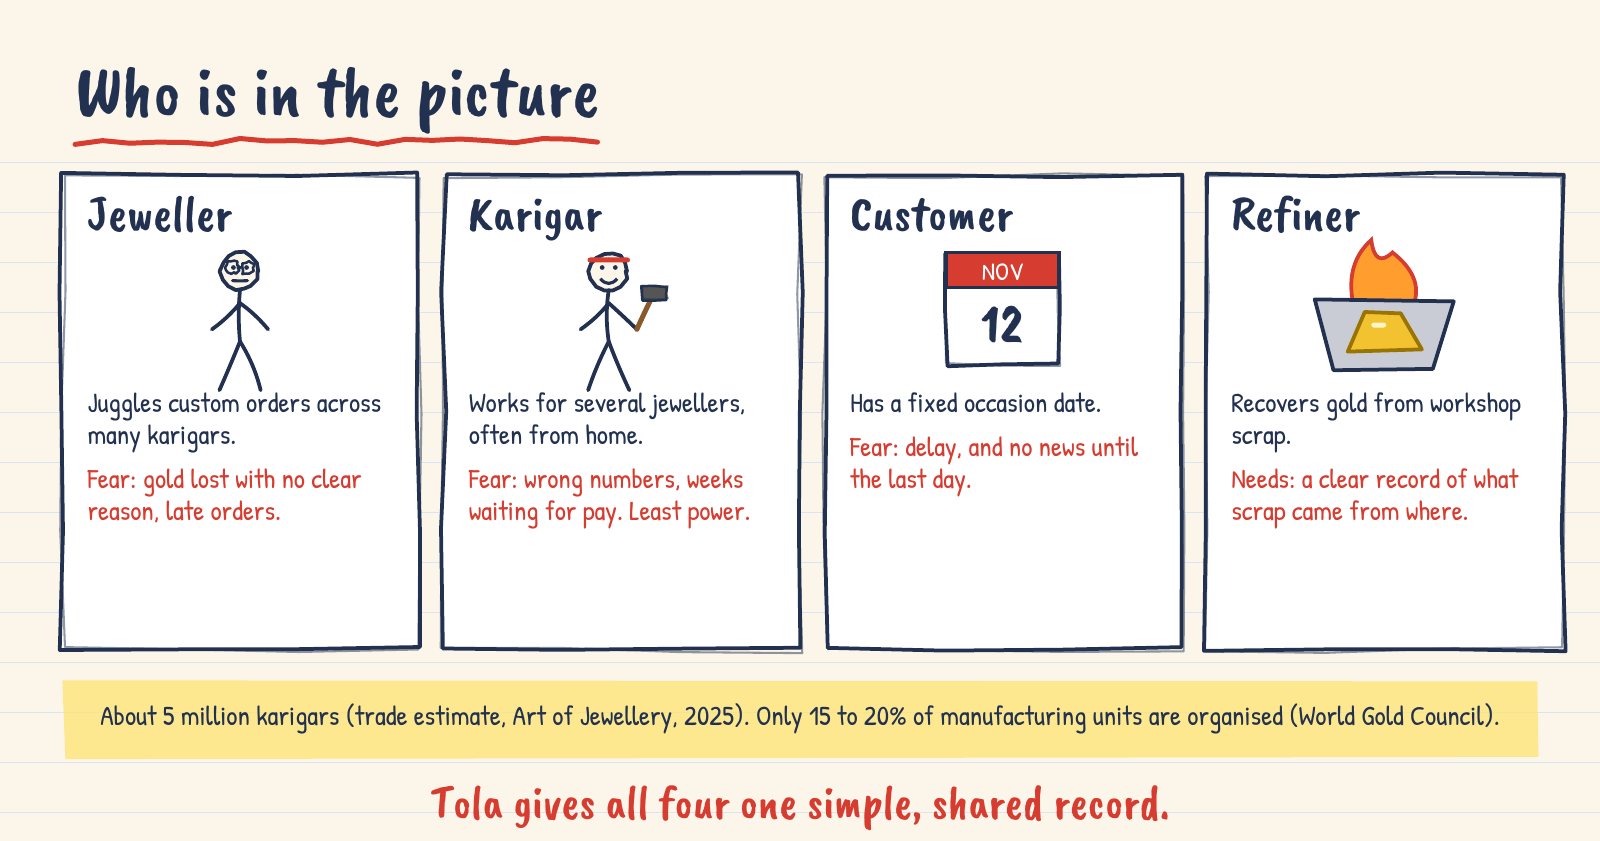 Who is in the picture
Jeweller
Juggles custom orders across
many karigars.
Fear: gold lost with no clear
reason, late orders.
Karigar
Works for several jewellers,
often from home.
Fear: wrong numbers, weeks
waiting for pay. Least power.
Customer
NOV
12
Has a fixed occasion date.
Fear: delay, and no news until
the last day.
Refiner
Recovers gold from workshop
scrap.
Needs: a clear record of what
scrap came from where.
About 5 million karigars (trade estimate, Art of Jewellery, 2025). Only 15 to 20% of manufacturing units are organised (World Gold Council).
Tola gives all four one simple, shared record.